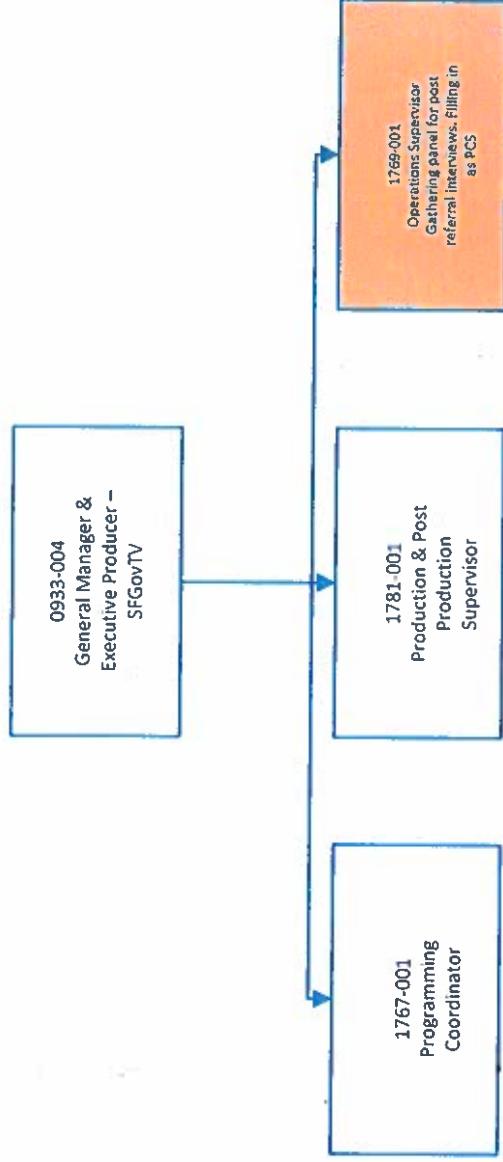 0933-004
General Manager &
Executive Producer –
SFGovTV
1767-001
Programming
Coordinator
1781-001
Production & Post
Production
Supervisor
1769-001
Operations Supervisor
Gathering panel for post
referral interviews. Filling in
as PCS